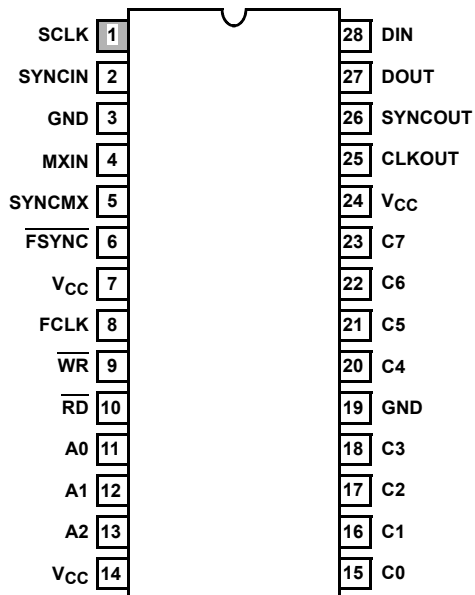 SCLK 1 28 DIN
SYNCIN 2 27 DOUT
GND 3 26 SYNCOUT
MXIN 4 25 CLKOUT
SYNCMX 5 24 VCC
FSYNC 6 23 C7
VCC 7 22 C6
FCLK 8 21 C5
WR 9 20 C4
RD 10 19 GND
A0 11 18 C3
A1 12 17 C2
A2 13 16 C1
VCC 14 15 C0